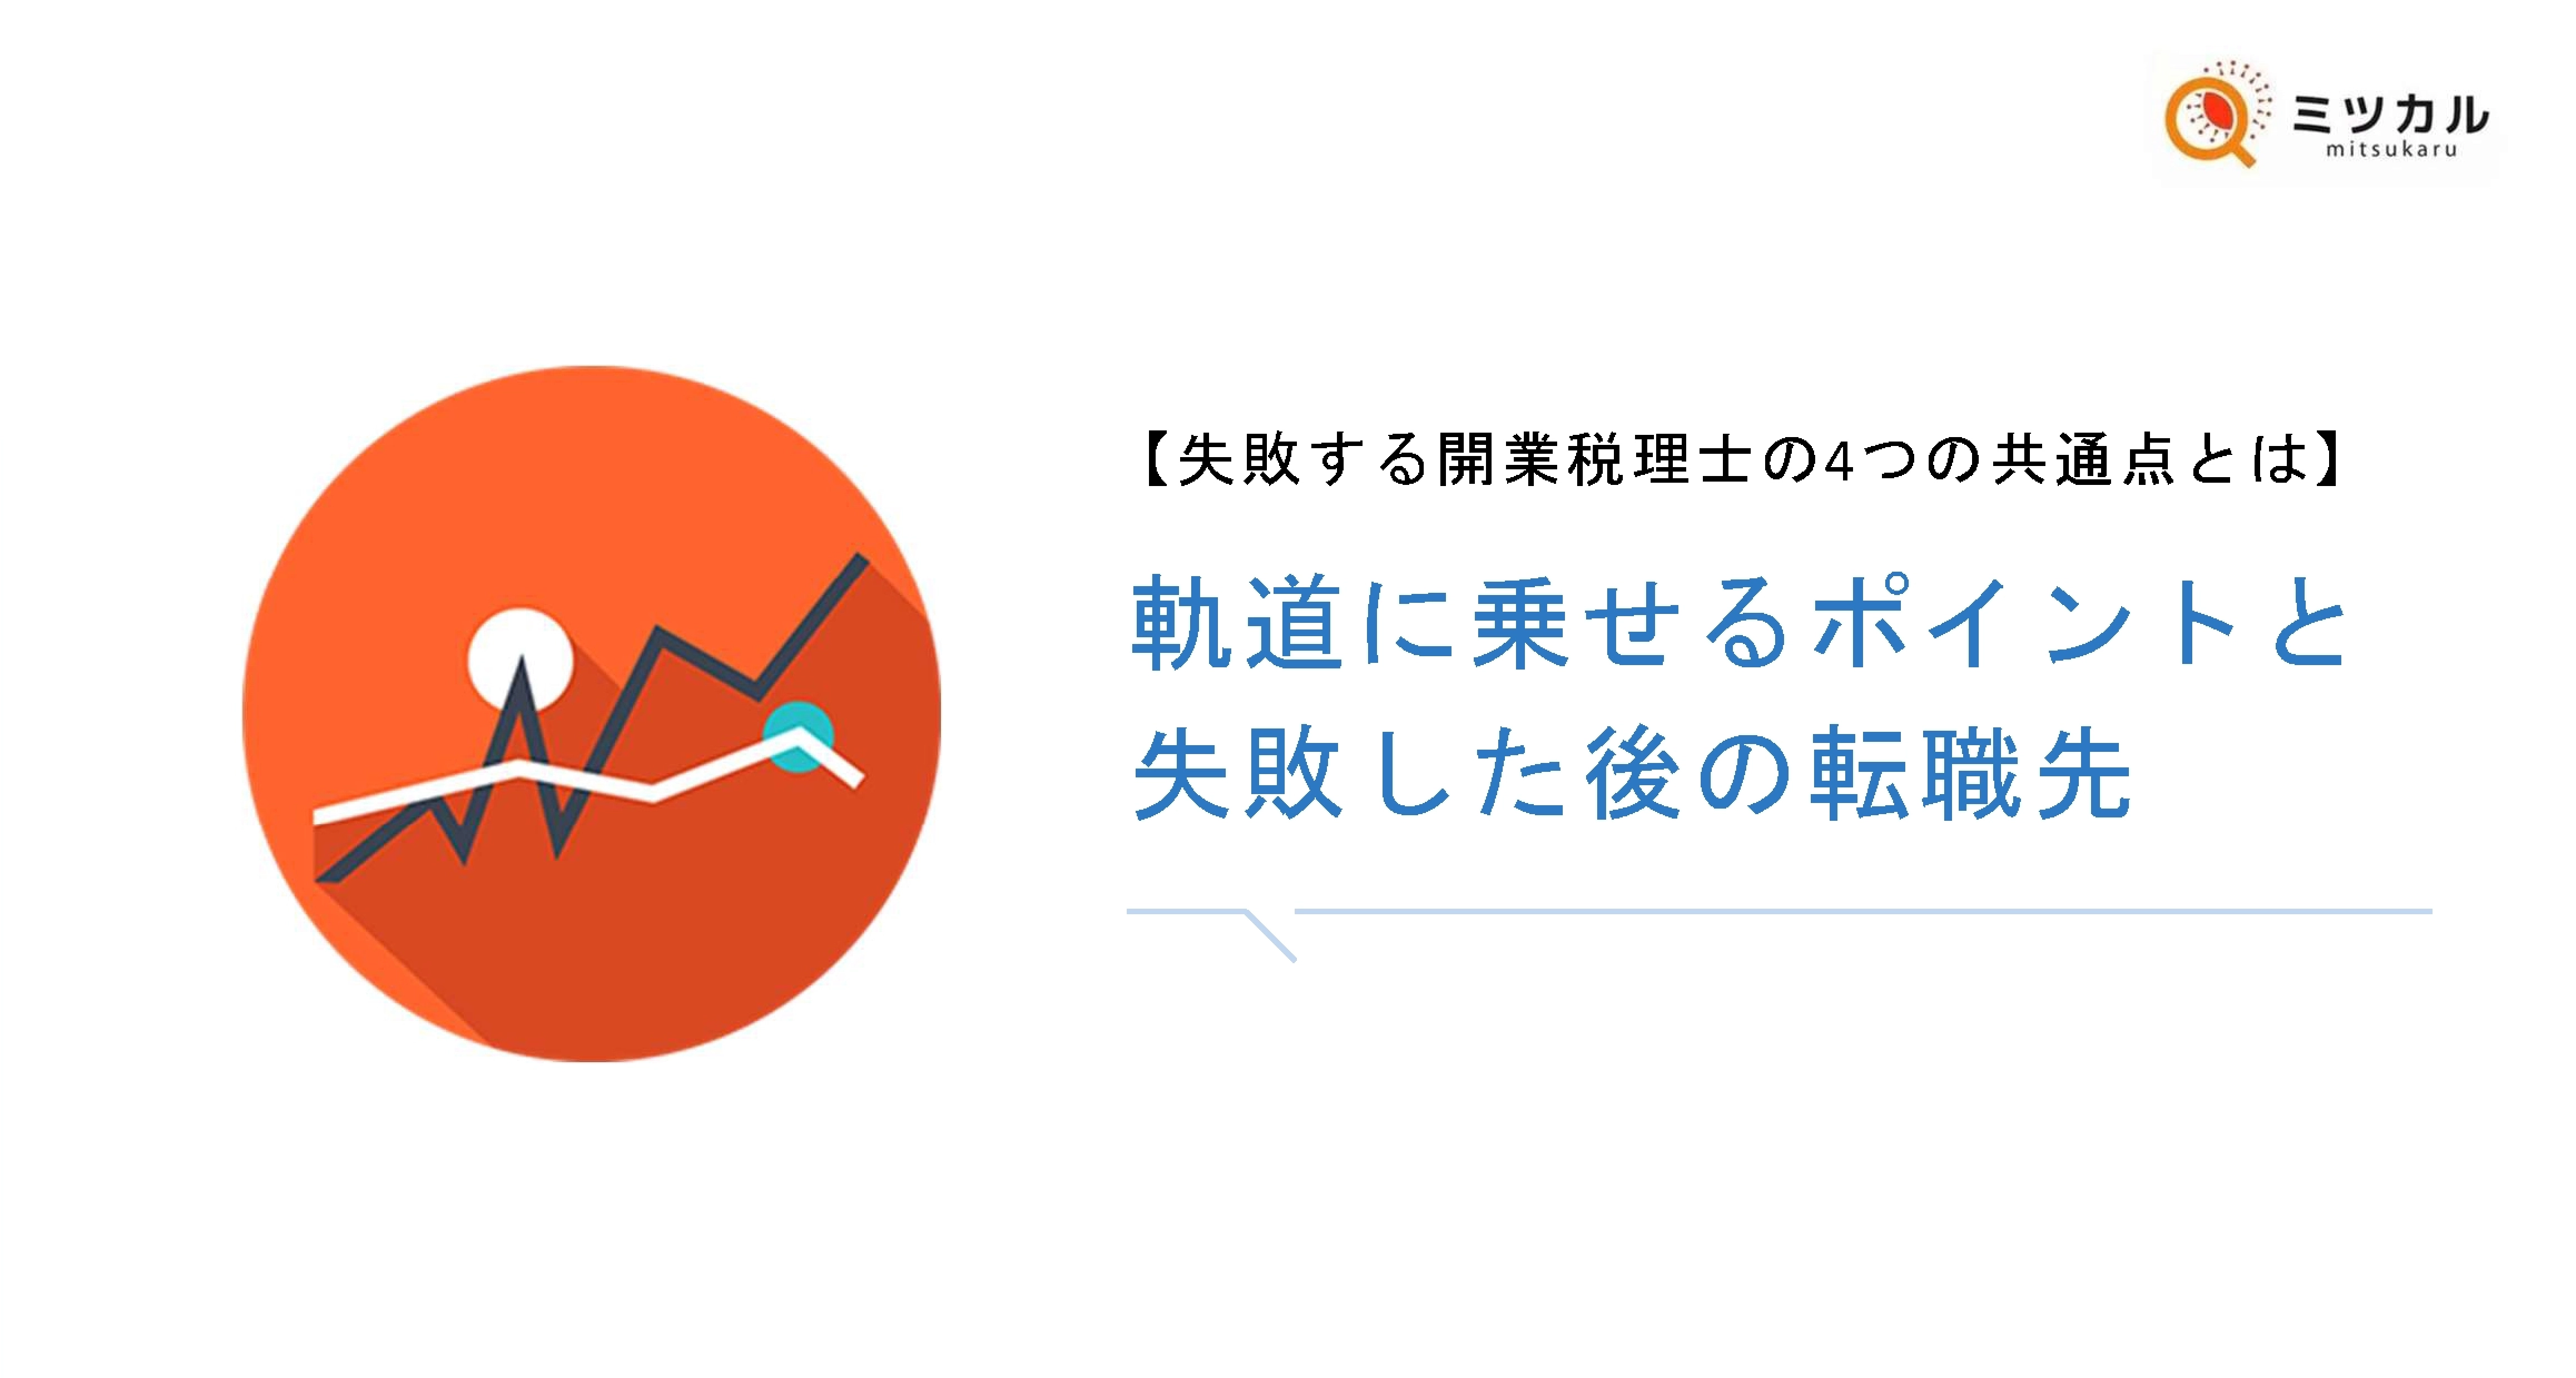 ミツカル
mitsukaru
【失敗する開業税理士の4つの共通点とは】
軌道に乗せるポイントと
失敗した後の転職先